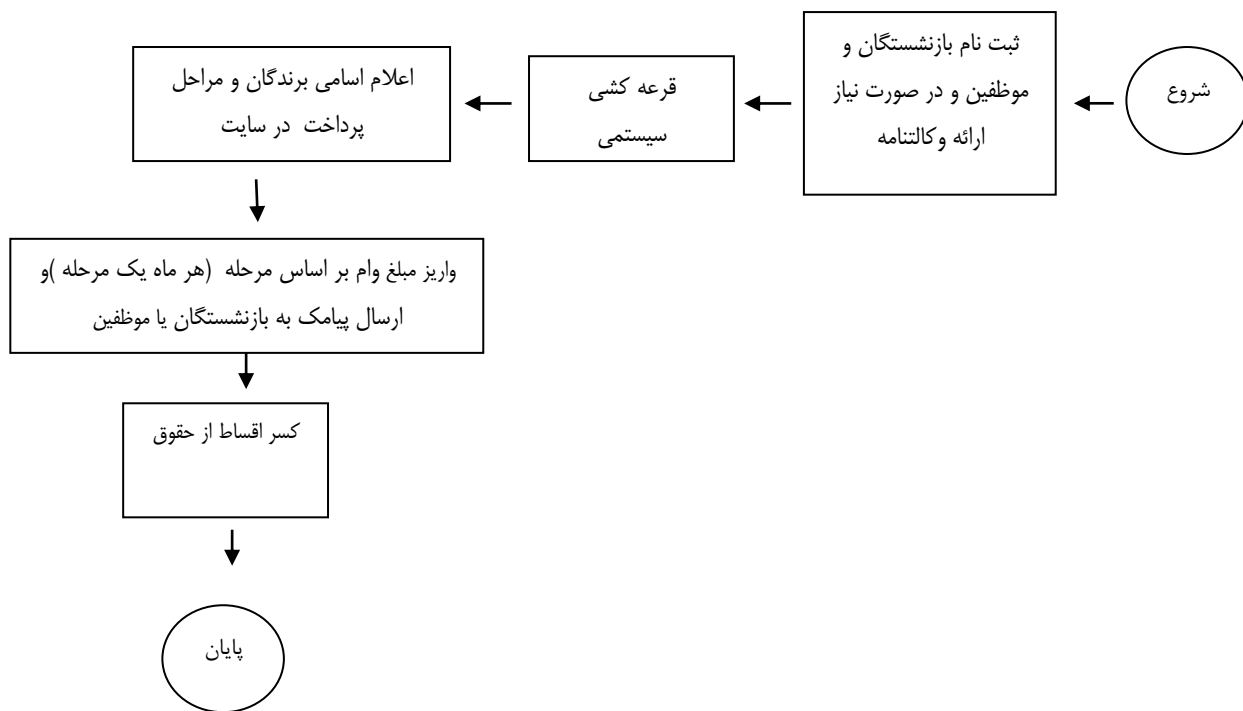 شروع
ثبت نام بازنشستگان و
موظفین و در صورت نیاز
ارائه وکالتنامه
قرعه کشی
سیستمی
اعلام اسامی برندگان و مراحل
پرداخت در سایت
واریز مبلغ وام بر اساس مرحله (هر ماه یک مرحله )و
ارسال پیامک به بازنشستگان یا موظفین
کسر اقساط از حقوق
پایان